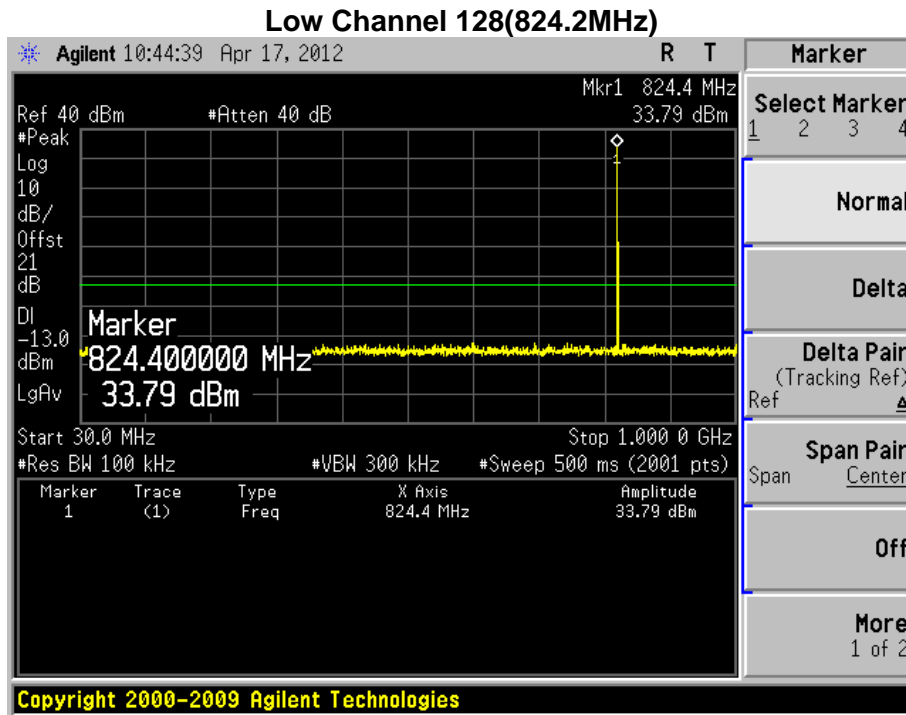 Low Channel 128(824.2MHz)
Agilent 10:44:39 Apr 17, 2012 R T
Mkr1 824.4 MHz
Ref 40 dBm #Atten 40 dB 33.79 dBm
#Peak
Log
10
dB/
Offst
21
dB
DI
-13.0
dBm
LgAv
1
Marker
824.400000 MHz
33.79 dBm
Start 30.0 MHz Stop 1.000 0 GHz
#Res BW 100 kHz #VBW 300 kHz #Sweep 500 ms (2001 pts)
Marker Trace Type X Axis Amplitude
1 (1) Freq 824.4 MHz 33.79 dBm
Marker
Select Marker
1 2 3 4
Normal
Delta
Delta Pair
(Tracking Ref)
Ref Δ
Span Pair
Span Center
Off
More
1 of 2
Copyright 2000-2009 Agilent Technologies